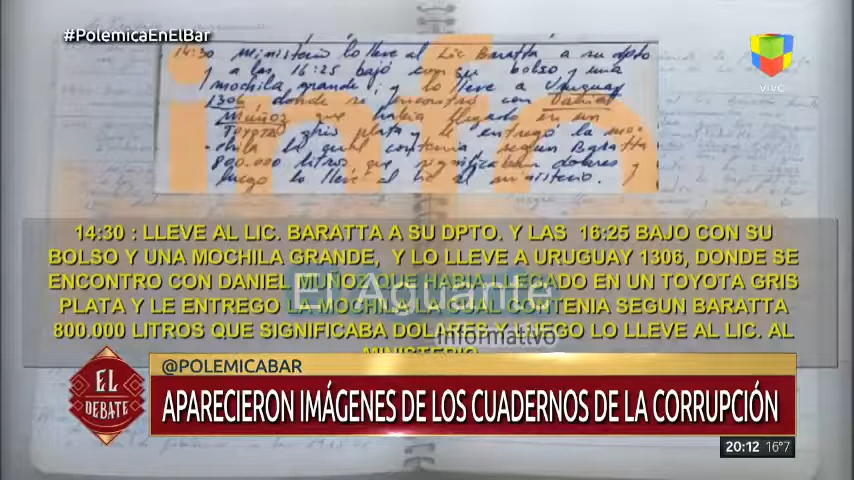 #PolemicaEnElBar
VIVO
14:30 Ministerio lo lleve al Lic Baratta a su dpto
y a las 16:25 bajó con su bolso y una
mochila grande; y lo lleve a Uruguay
1306, donde se encontró con Daniel
Muñoz que había llegado en un
Toyota gris plata y le entregó la mo-
chila la cual contenía según Baratta
800.000 litros que significaban dolares y
luego lo lleve al lic al ministerio.
14:30 : LLEVE AL LIC. BARATTA A SU DPTO. Y LAS 16:25 BAJO CON SU
BOLSO Y UNA MOCHILA GRANDE, Y LO LLEVE A URUGUAY 1306, DONDE SE
ENCONTRO CON DANIEL MUÑOZ QUE HABIA LLEGADO EN UN TOYOTA GRIS
PLATA Y LE ENTREGO LA MOCHILA LA CUAL CONTENIA SEGUN BARATTA
800.000 LITROS QUE SIGNIFICABA DOLARES Y LUEGO LO LLEVE AL LIC. AL
MINISTERIO
El Aguante
informativo
@POLEMICABAR
EL
DEBATE
APARECIERON IMÁGENES DE LOS CUADERNOS DE LA CORRUPCIÓN
20:12 16°7